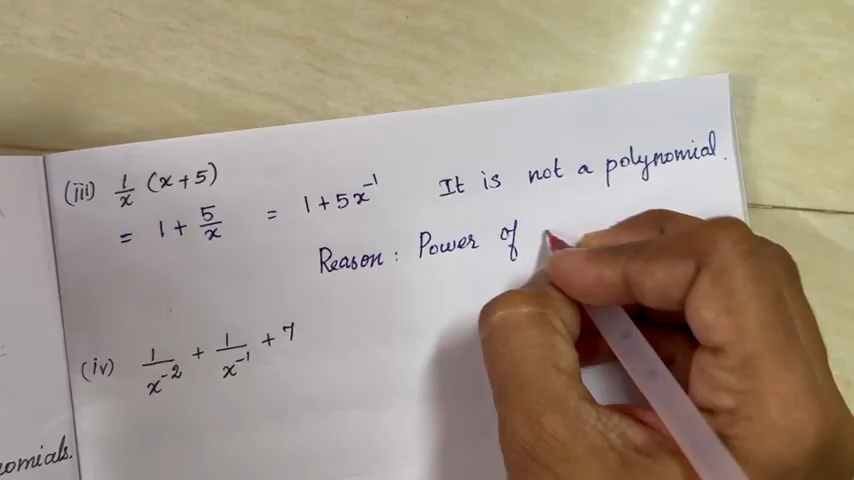 (iii) 1/x (x+5)
= 1 + 5/x = 1+5x⁻¹ It is not a polynomial.
Reason: Power of
(iv) 1/x⁻² + 1/x⁻¹ + 7